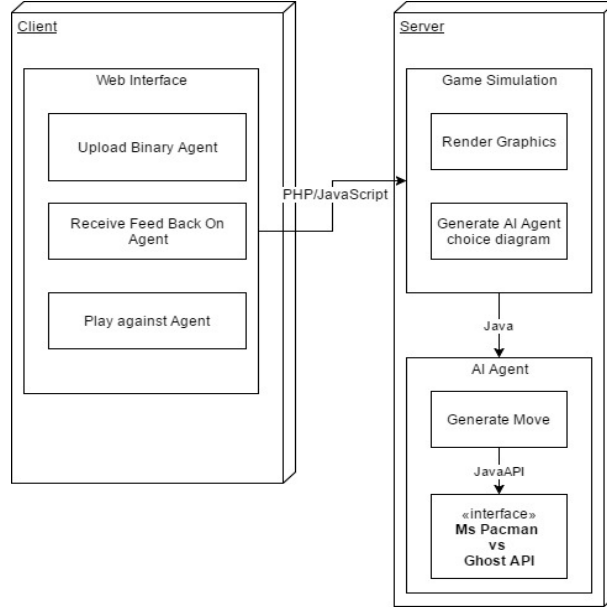 Client
Web Interface
Upload Binary Agent
Receive Feed Back On
Agent
Play against Agent
PHP/JavaScript
Server
Game Simulation
Render Graphics
Generate AI Agent
choice diagram
Java
AI Agent
Generate Move
JavaAPI
«interface»
Ms Pacman
vs
Ghost API